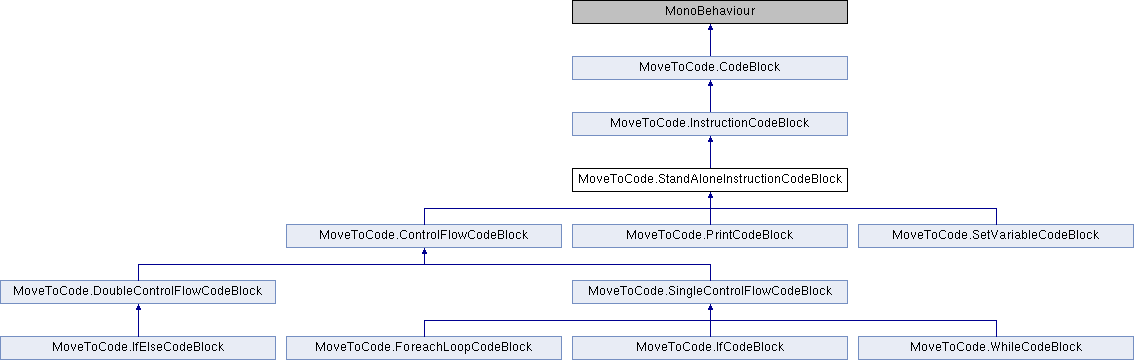 MonoBehaviour
MoveToCode.CodeBlock
MoveToCode.InstructionCodeBlock
MoveToCode.StandAloneInstructionCodeBlock
MoveToCode.ControlFlowCodeBlock
MoveToCode.PrintCodeBlock
MoveToCode.SetVariableCodeBlock
MoveToCode.DoubleControlFlowCodeBlock
MoveToCode.SingleControlFlowCodeBlock
MoveToCode.IfElseCodeBlock
MoveToCode.ForeachLoopCodeBlock
MoveToCode.IfCodeBlock
MoveToCode.WhileCodeBlock